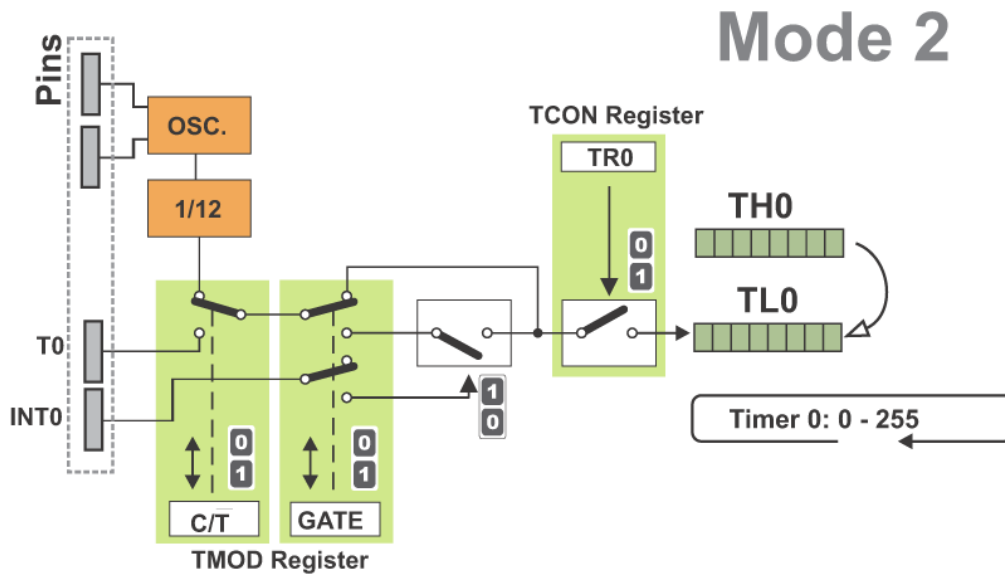 Mode 2
Pins
OSC.
TCON Register
TR0
1/12
TH0
0
1
TL0
T0
INT0
1
0
Timer 0: 0 - 255
0
1
0
1
C/T̅
GATE
TMOD Register